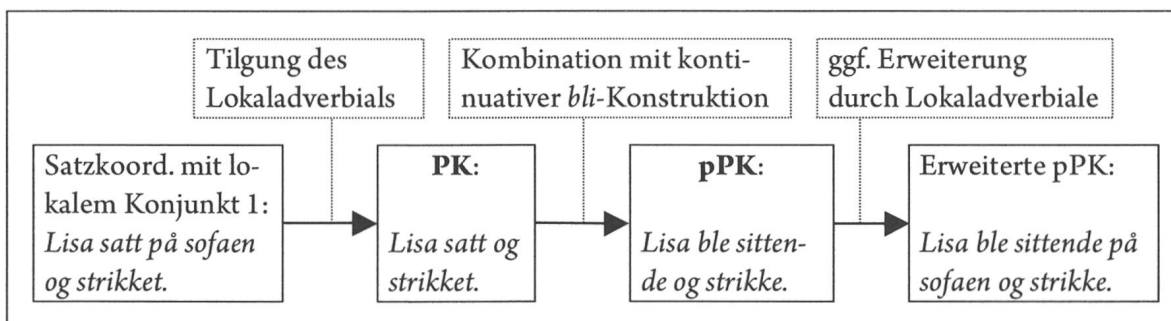 Tilgung des
Lokaladverbials
Kombination mit konti-
nuativer bli-Konstruktion
ggf. Erweiterung
durch Lokaladverbiale
Satzkoord. mit lo-
kalem Konjunkt 1:
Lisa satt på sofaen
og strikket.
PK:
Lisa satt og
strikket.
pPK:
Lisa ble sitten-
de og strikke.
Erweiterte pPK:
Lisa ble sittende på
sofaen og strikke.